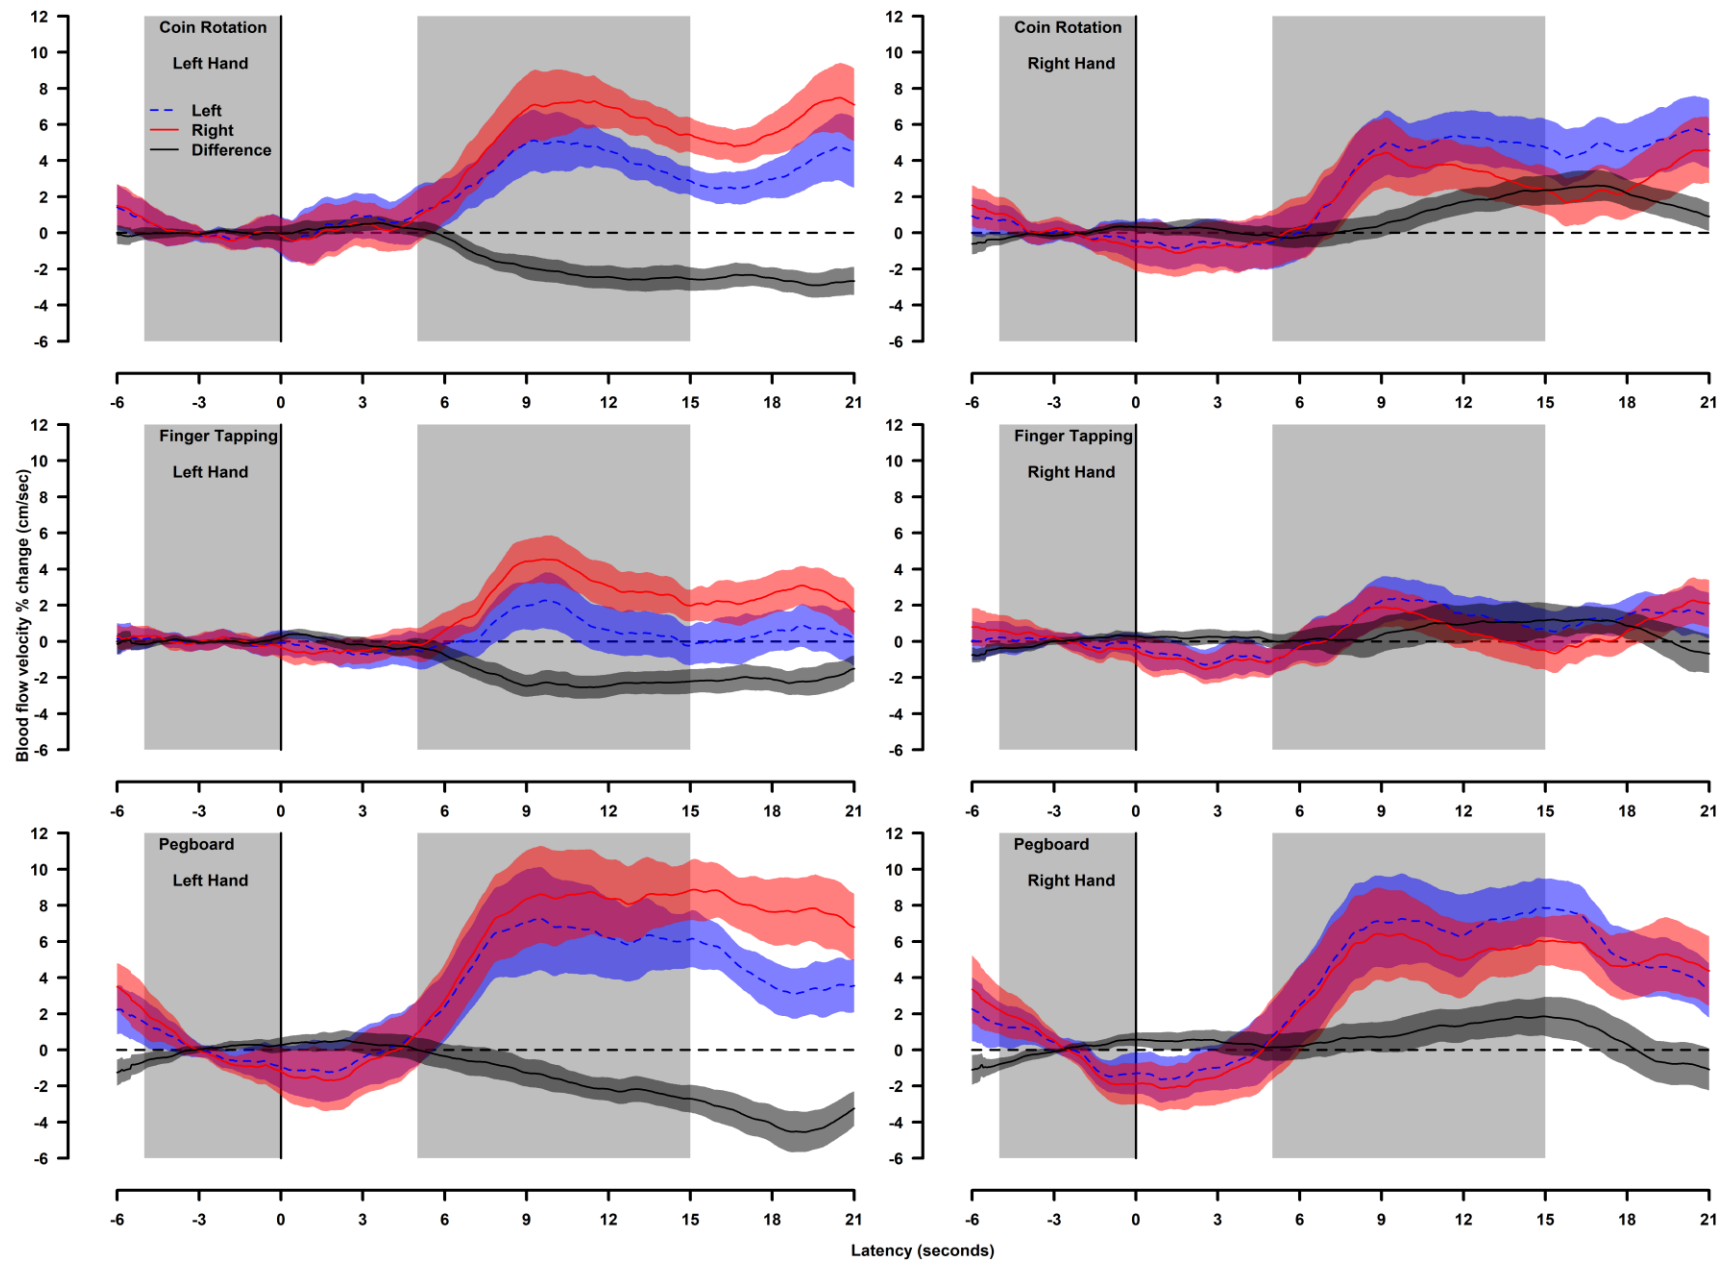 Coin Rotation
Left Hand
Left
Right
Difference
12
10
8
6
4
2
0
-2
-4
-6
-6 -3 0 3 6 9 12 15 18 21
Coin Rotation
Right Hand
12
10
8
6
4
2
0
-2
-4
-6
-6 -3 0 3 6 9 12 15 18 21
Blood flow velocity % change (cm/sec)
Finger Tapping
Left Hand
12
10
8
6
4
2
0
-2
-4
-6
-6 -3 0 3 6 9 12 15 18 21
Finger Tapping
Right Hand
12
10
8
6
4
2
0
-2
-4
-6
-6 -3 0 3 6 9 12 15 18 21
Pegboard
Left Hand
12
10
8
6
4
2
0
-2
-4
-6
-6 -3 0 3 6 9 12 15 18 21
Pegboard
Right Hand
12
10
8
6
4
2
0
-2
-4
-6
-6 -3 0 3 6 9 12 15 18 21
Latency (seconds)